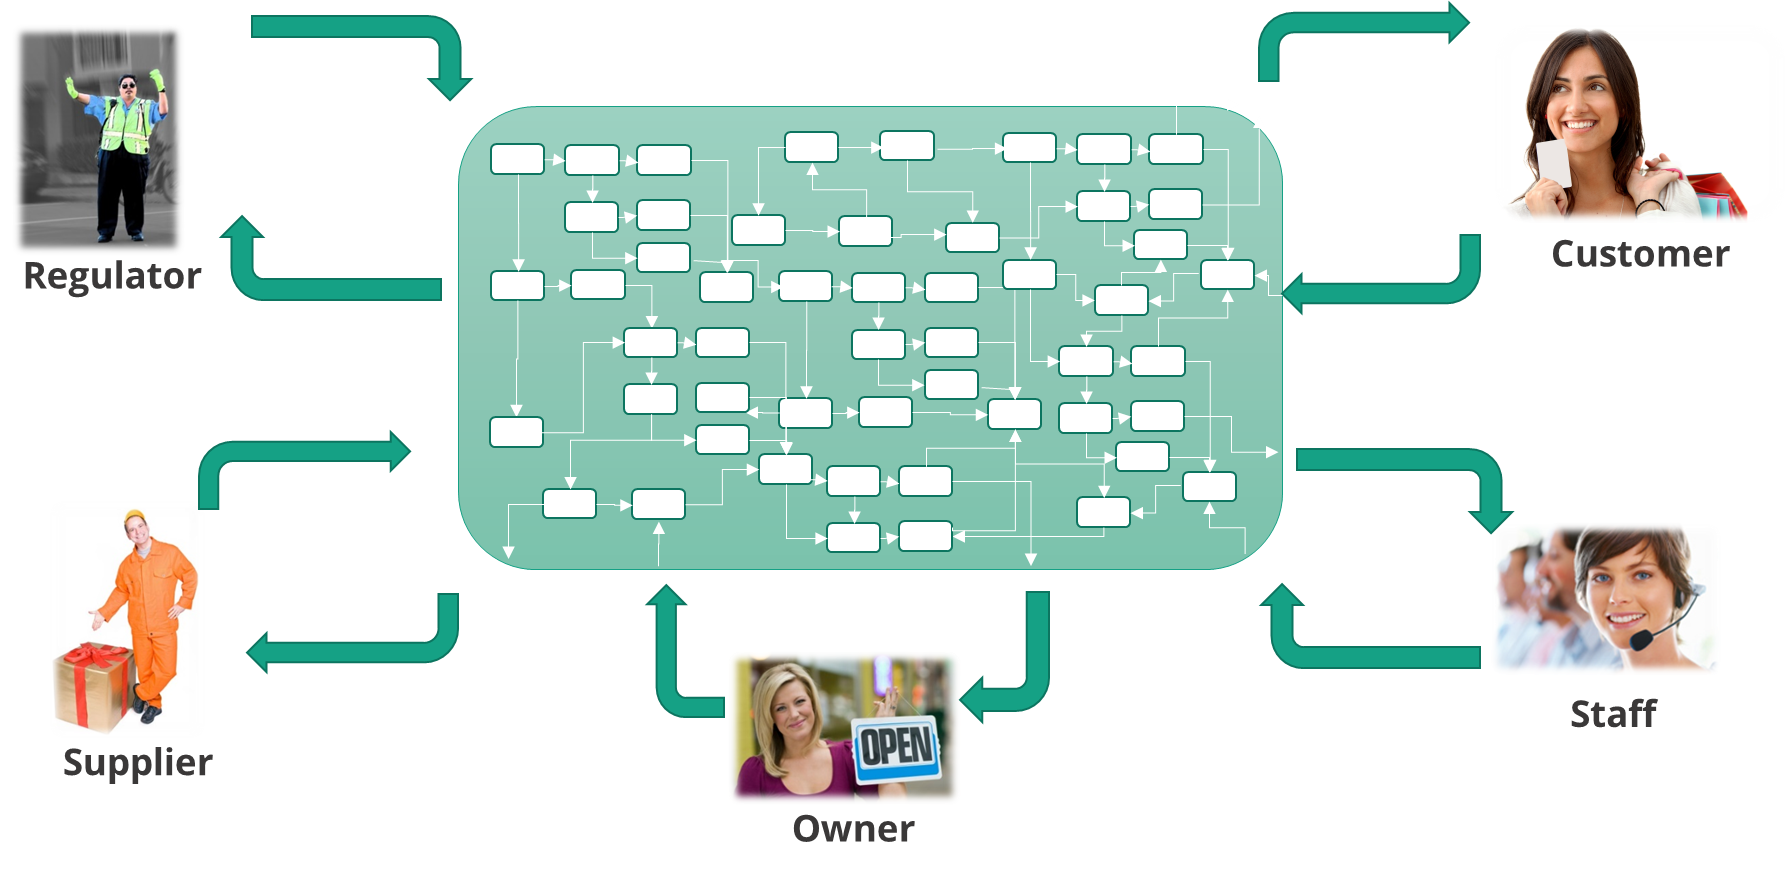 Regulator
Customer
Supplier
Staff
OPEN
Owner